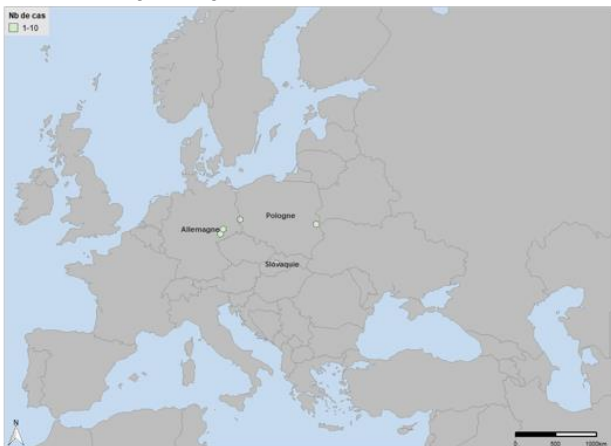 Nb de cas
1-10
Pologne
Allemagne
Slovaquie
N
0 500 1000km